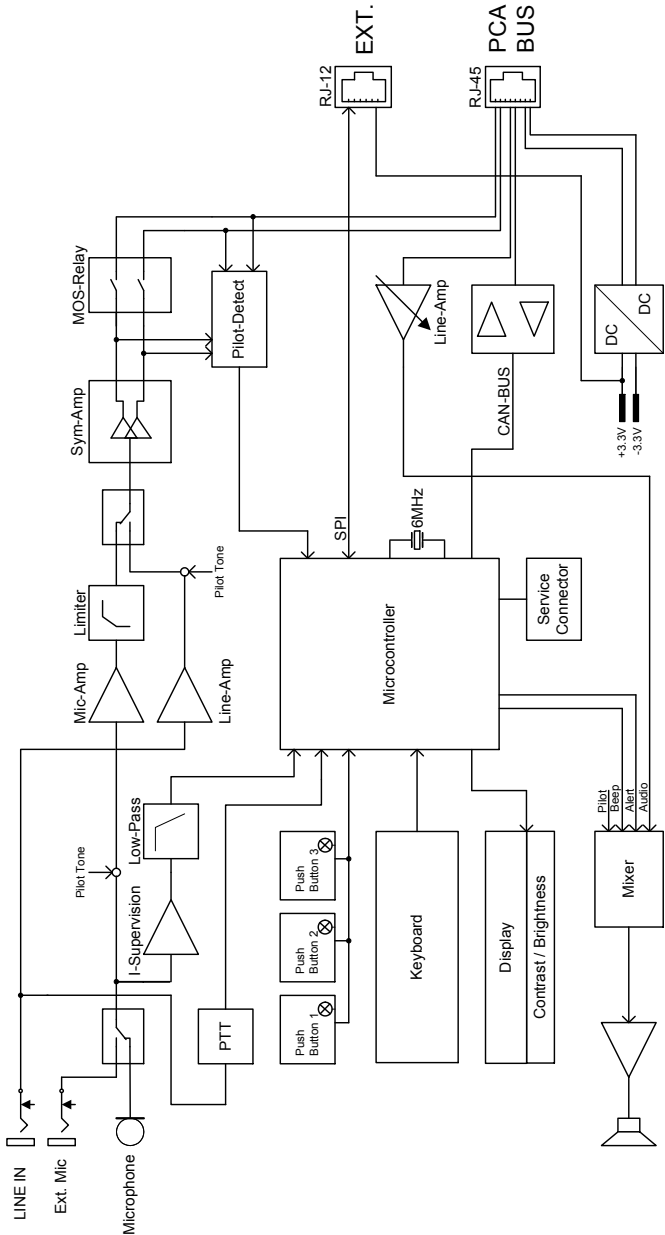 LINE IN
Ext. Mic
Microphone
Pilot Tone
I-Supervision
Low-Pass
PTT
Mic-Amp
Line-Amp
Limiter
Pilot Tone
Sym-Amp
MOS-Relay
Pilot-Detect
RJ-12
EXT.
RJ-45
PCA
BUS
SPI
Push
Button 1
Push
Button 2
Push
Button 3
Keyboard
Display
Contrast / Brightness
Microcontroller
6MHz
Service
Connector
Line-Amp
CAN-BUS
DC
DC
+3.3V
-3.3V
Pilot
Beep
Alert
Audio
Mixer